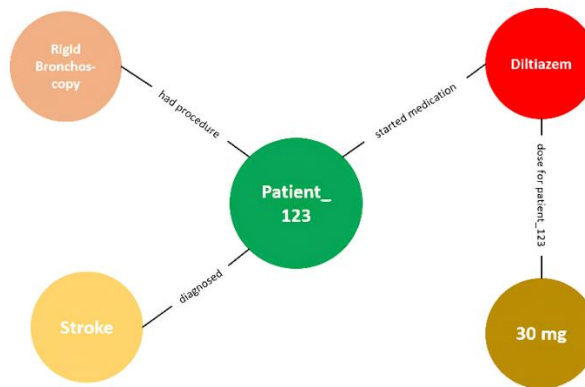 Rigid
Bronchos-
copy
Diltiazem
had procedure
started medication
dose for patient_123
Patient_
123
diagnosed
Stroke
30 mg